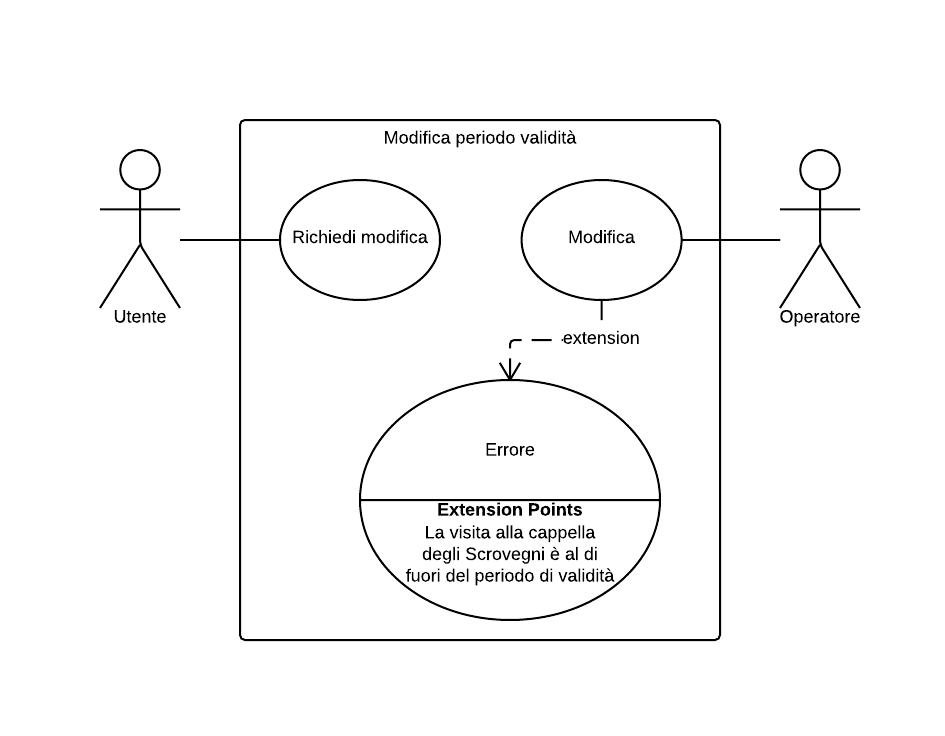 Modifica periodo validità
Richiedi modifica
Modifica
Utente
Operatore
extension
Errore
Extension Points
La visita alla cappella
degli Scrovegni è al di
fuori del periodo di validità